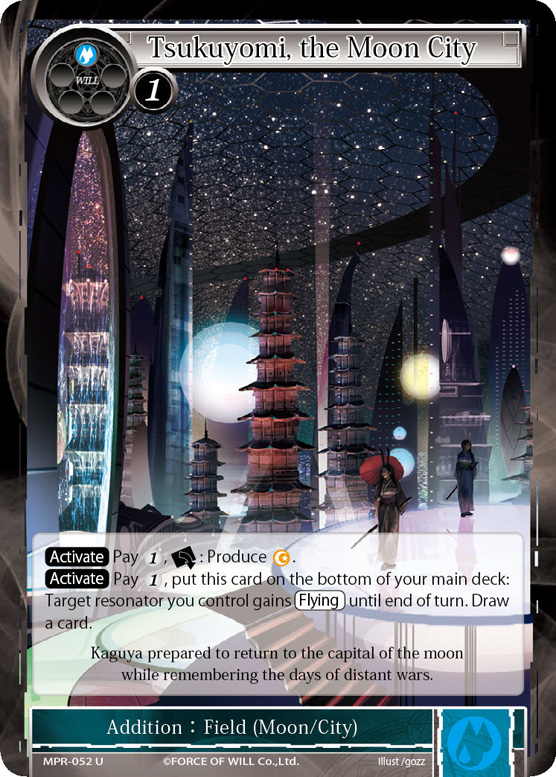 Tsukuyomi, the Moon City
WILL
1
Activate Pay 1, : Produce .
Activate Pay 1, put this card on the bottom of your main deck:
Target resonator you control gains Flying until end of turn. Draw
a card.
Kaguya prepared to return to the capital of the moon
while remembering the days of distant wars.
Addition : Field (Moon/City)
MPR-052 U ©FORCE OF WILL Co.,Ltd. Illust /gozz